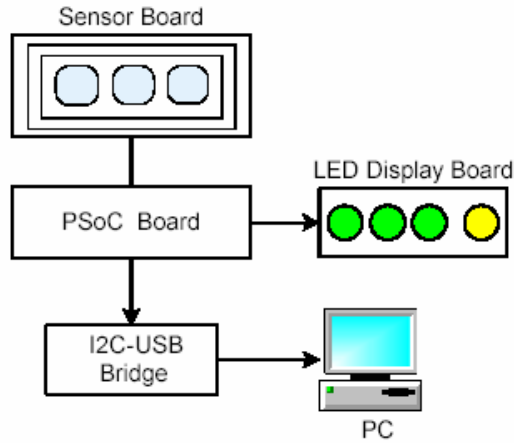 Sensor Board
LED Display Board
PSoC Board
I2C-USB
Bridge
PC